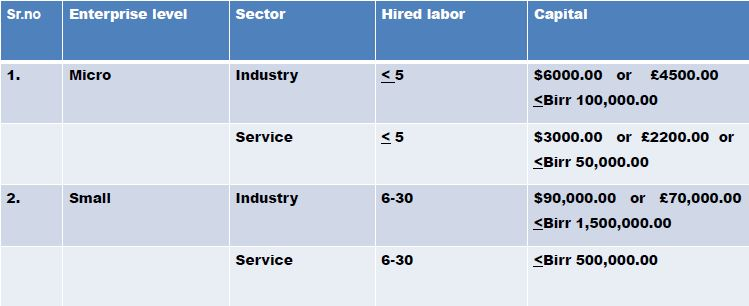 Sr.no Enterprise level Sector Hired labor Capital
1. Micro Industry ≤ 5 $6000.00 or £4500.00
≤Birr 100,000.00
Service ≤ 5 $3000.00 or £2200.00 or
≤Birr 50,000.00
2. Small Industry 6-30 $90,000.00 or £70,000.00
≤Birr 1,500,000.00
Service 6-30 ≤Birr 500,000.00